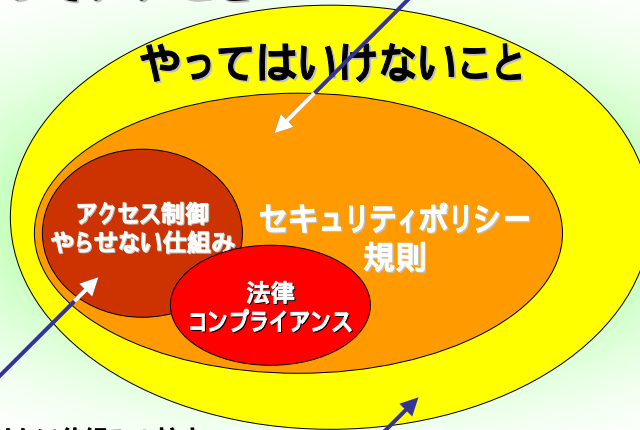 やってはいけないこと
アクセス制御
やらせない仕組み
セキュリティポリシー
規則
法律
コンプライアンス